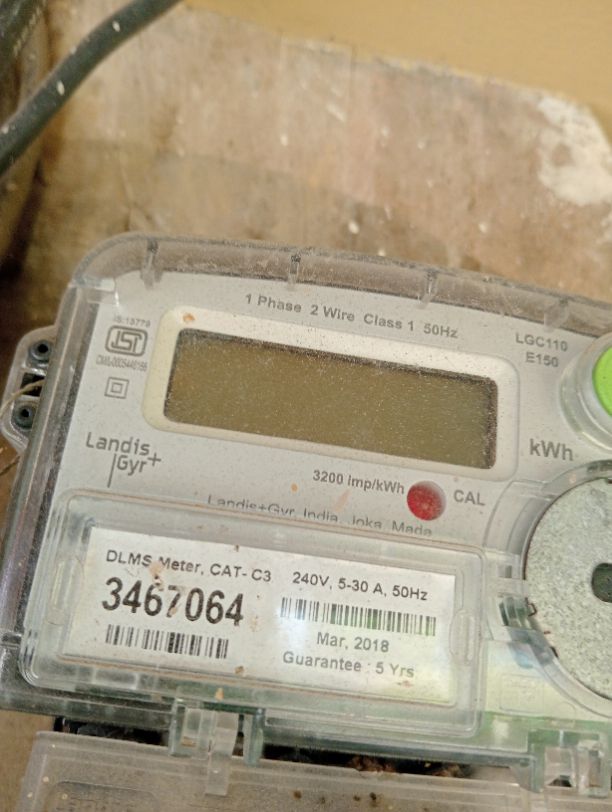 1 Phase 2 Wire Class 1 50Hz
IS:13779
ISI
LGC110
E150
kWh
Landis
Gyr+
3200 imp/kWh
CAL
Landis+Gyr, India, Joka, Made
DLMS Meter, CAT- C3
240V, 5-30 A, 50Hz
3467064
Mar, 2018
Guarantee : 5 Yrs